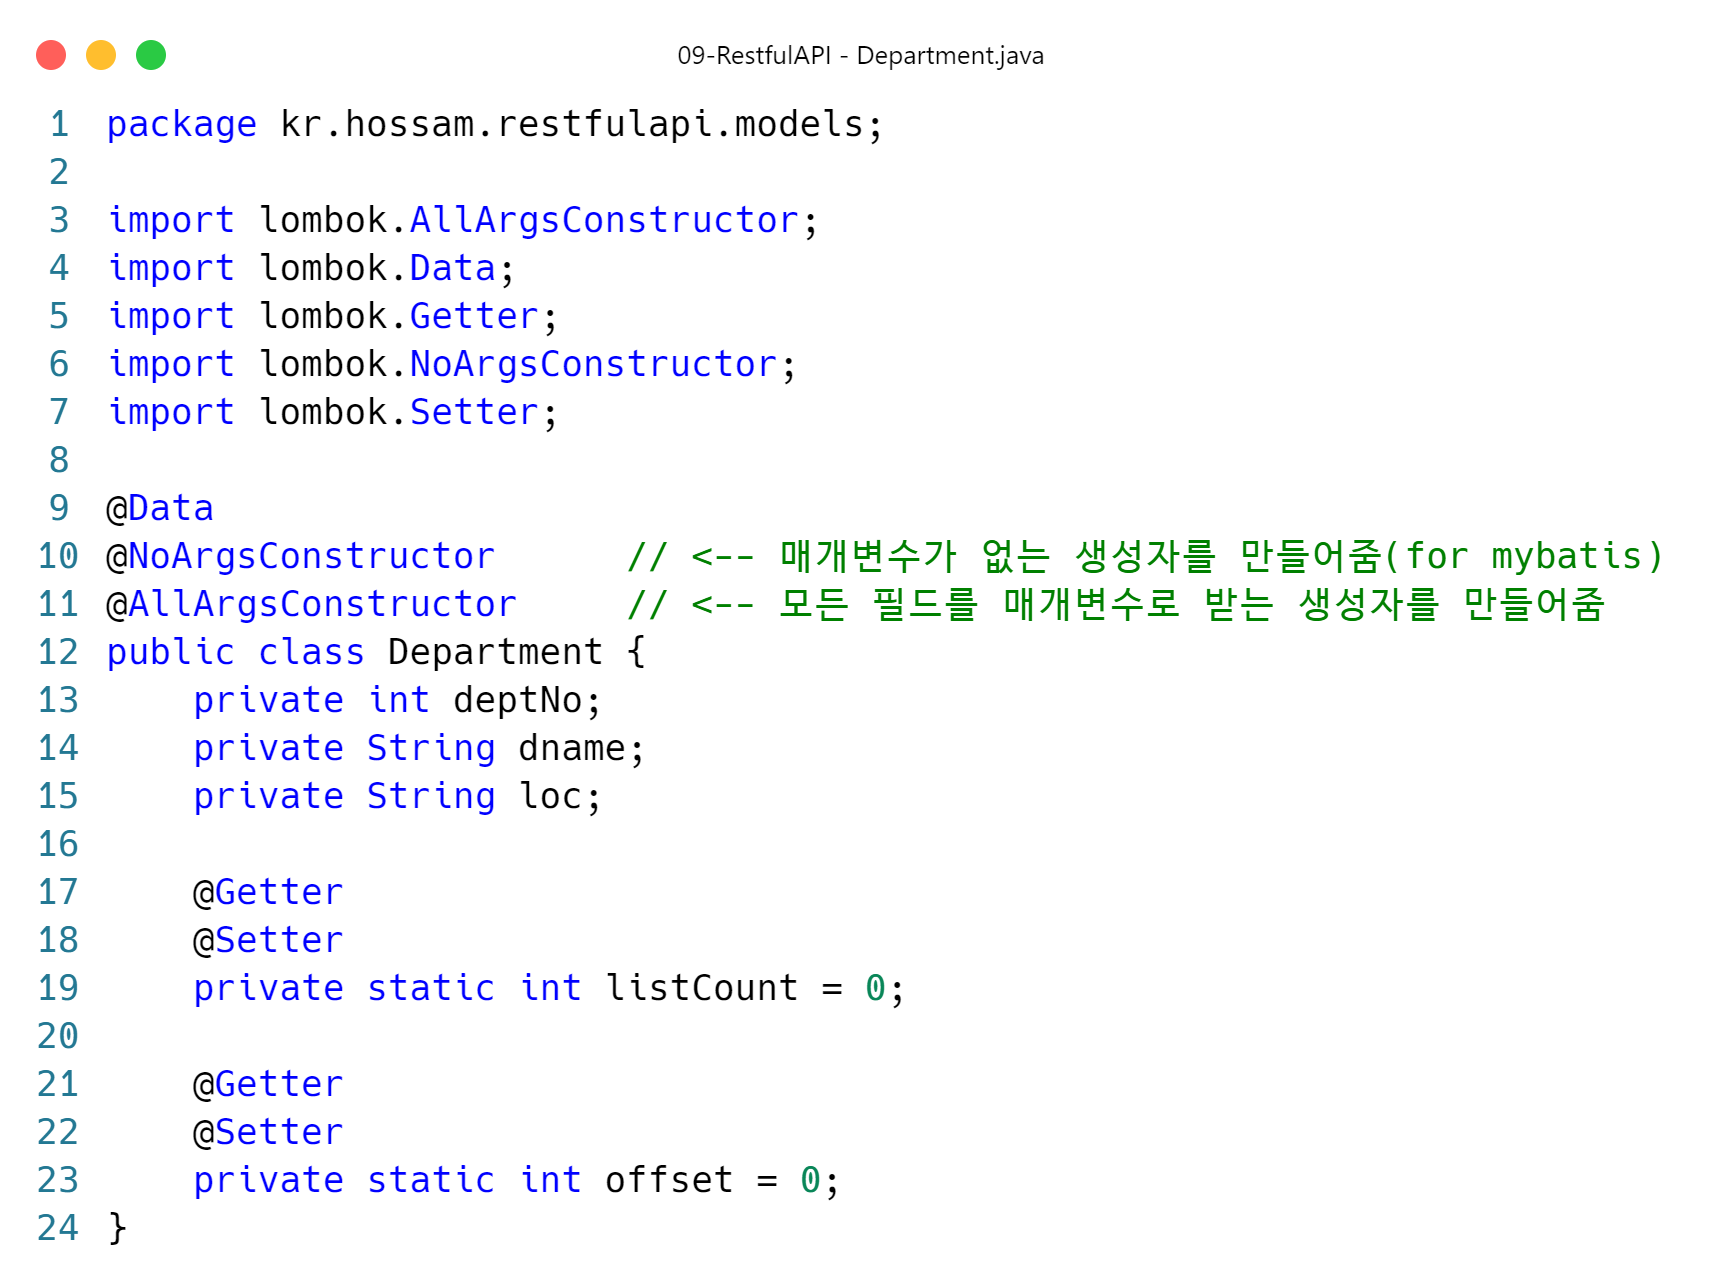 09-RestfulAPI - Department.java
1 package kr.hossam.restfulapi.models;
2
3 import lombok.AllArgsConstructor;
4 import lombok.Data;
5 import lombok.Getter;
6 import lombok.NoArgsConstructor;
7 import lombok.Setter;
8
9 @Data
10 @NoArgsConstructor      // <-- 매개변수가 없는 생성자를 만들어줌(for mybatis)
11 @AllArgsConstructor     // <-- 모든 필드를 매개변수로 받는 생성자를 만들어줌
12 public class Department {
13     private int deptNo;
14     private String dname;
15     private String loc;
16
17     @Getter
18     @Setter
19     private static int listCount = 0;
20
21     @Getter
22     @Setter
23     private static int offset = 0;
24 }